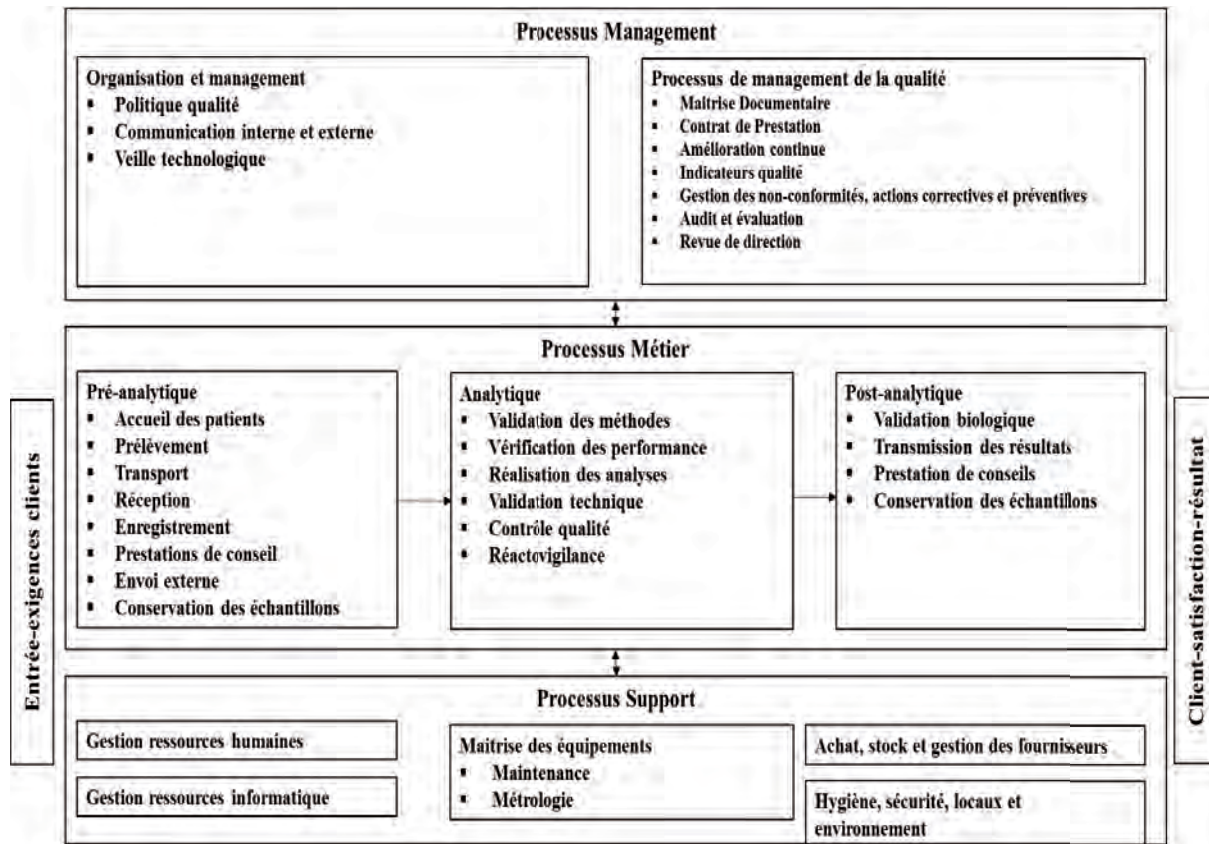 Processus Management
Organisation et management
▪ Politique qualité
▪ Communication interne et externe
▪ Veille technologique
Processus de management de la qualité
▪ Maitrise Documentaire
▪ Contrat de Prestation
▪ Amélioration continue
▪ Indicateurs qualité
▪ Gestion des non-conformités, actions correctives et préventives
▪ Audit et évaluation
▪ Revue de direction
Entrée-exigences clients
Processus Métier
Pré-analytique
▪ Accueil des patients
▪ Prélèvement
▪ Transport
▪ Réception
▪ Enregistrement
▪ Prestations de conseil
▪ Envoi externe
▪ Conservation des échantillons
Analytique
▪ Validation des méthodes
▪ Vérification des performance
▪ Réalisation des analyses
▪ Validation technique
▪ Contrôle qualité
▪ Réactovigilance
Post-analytique
▪ Validation biologique
▪ Transmission des résultats
▪ Prestation de conseils
▪ Conservation des échantillons
Client-satisfaction-résultat
Processus Support
Gestion ressources humaines
Gestion ressources informatique
Maitrise des équipements
▪ Maintenance
▪ Métrologie
Achat, stock et gestion des fournisseurs
Hygiène, sécurité, locaux et
environnement